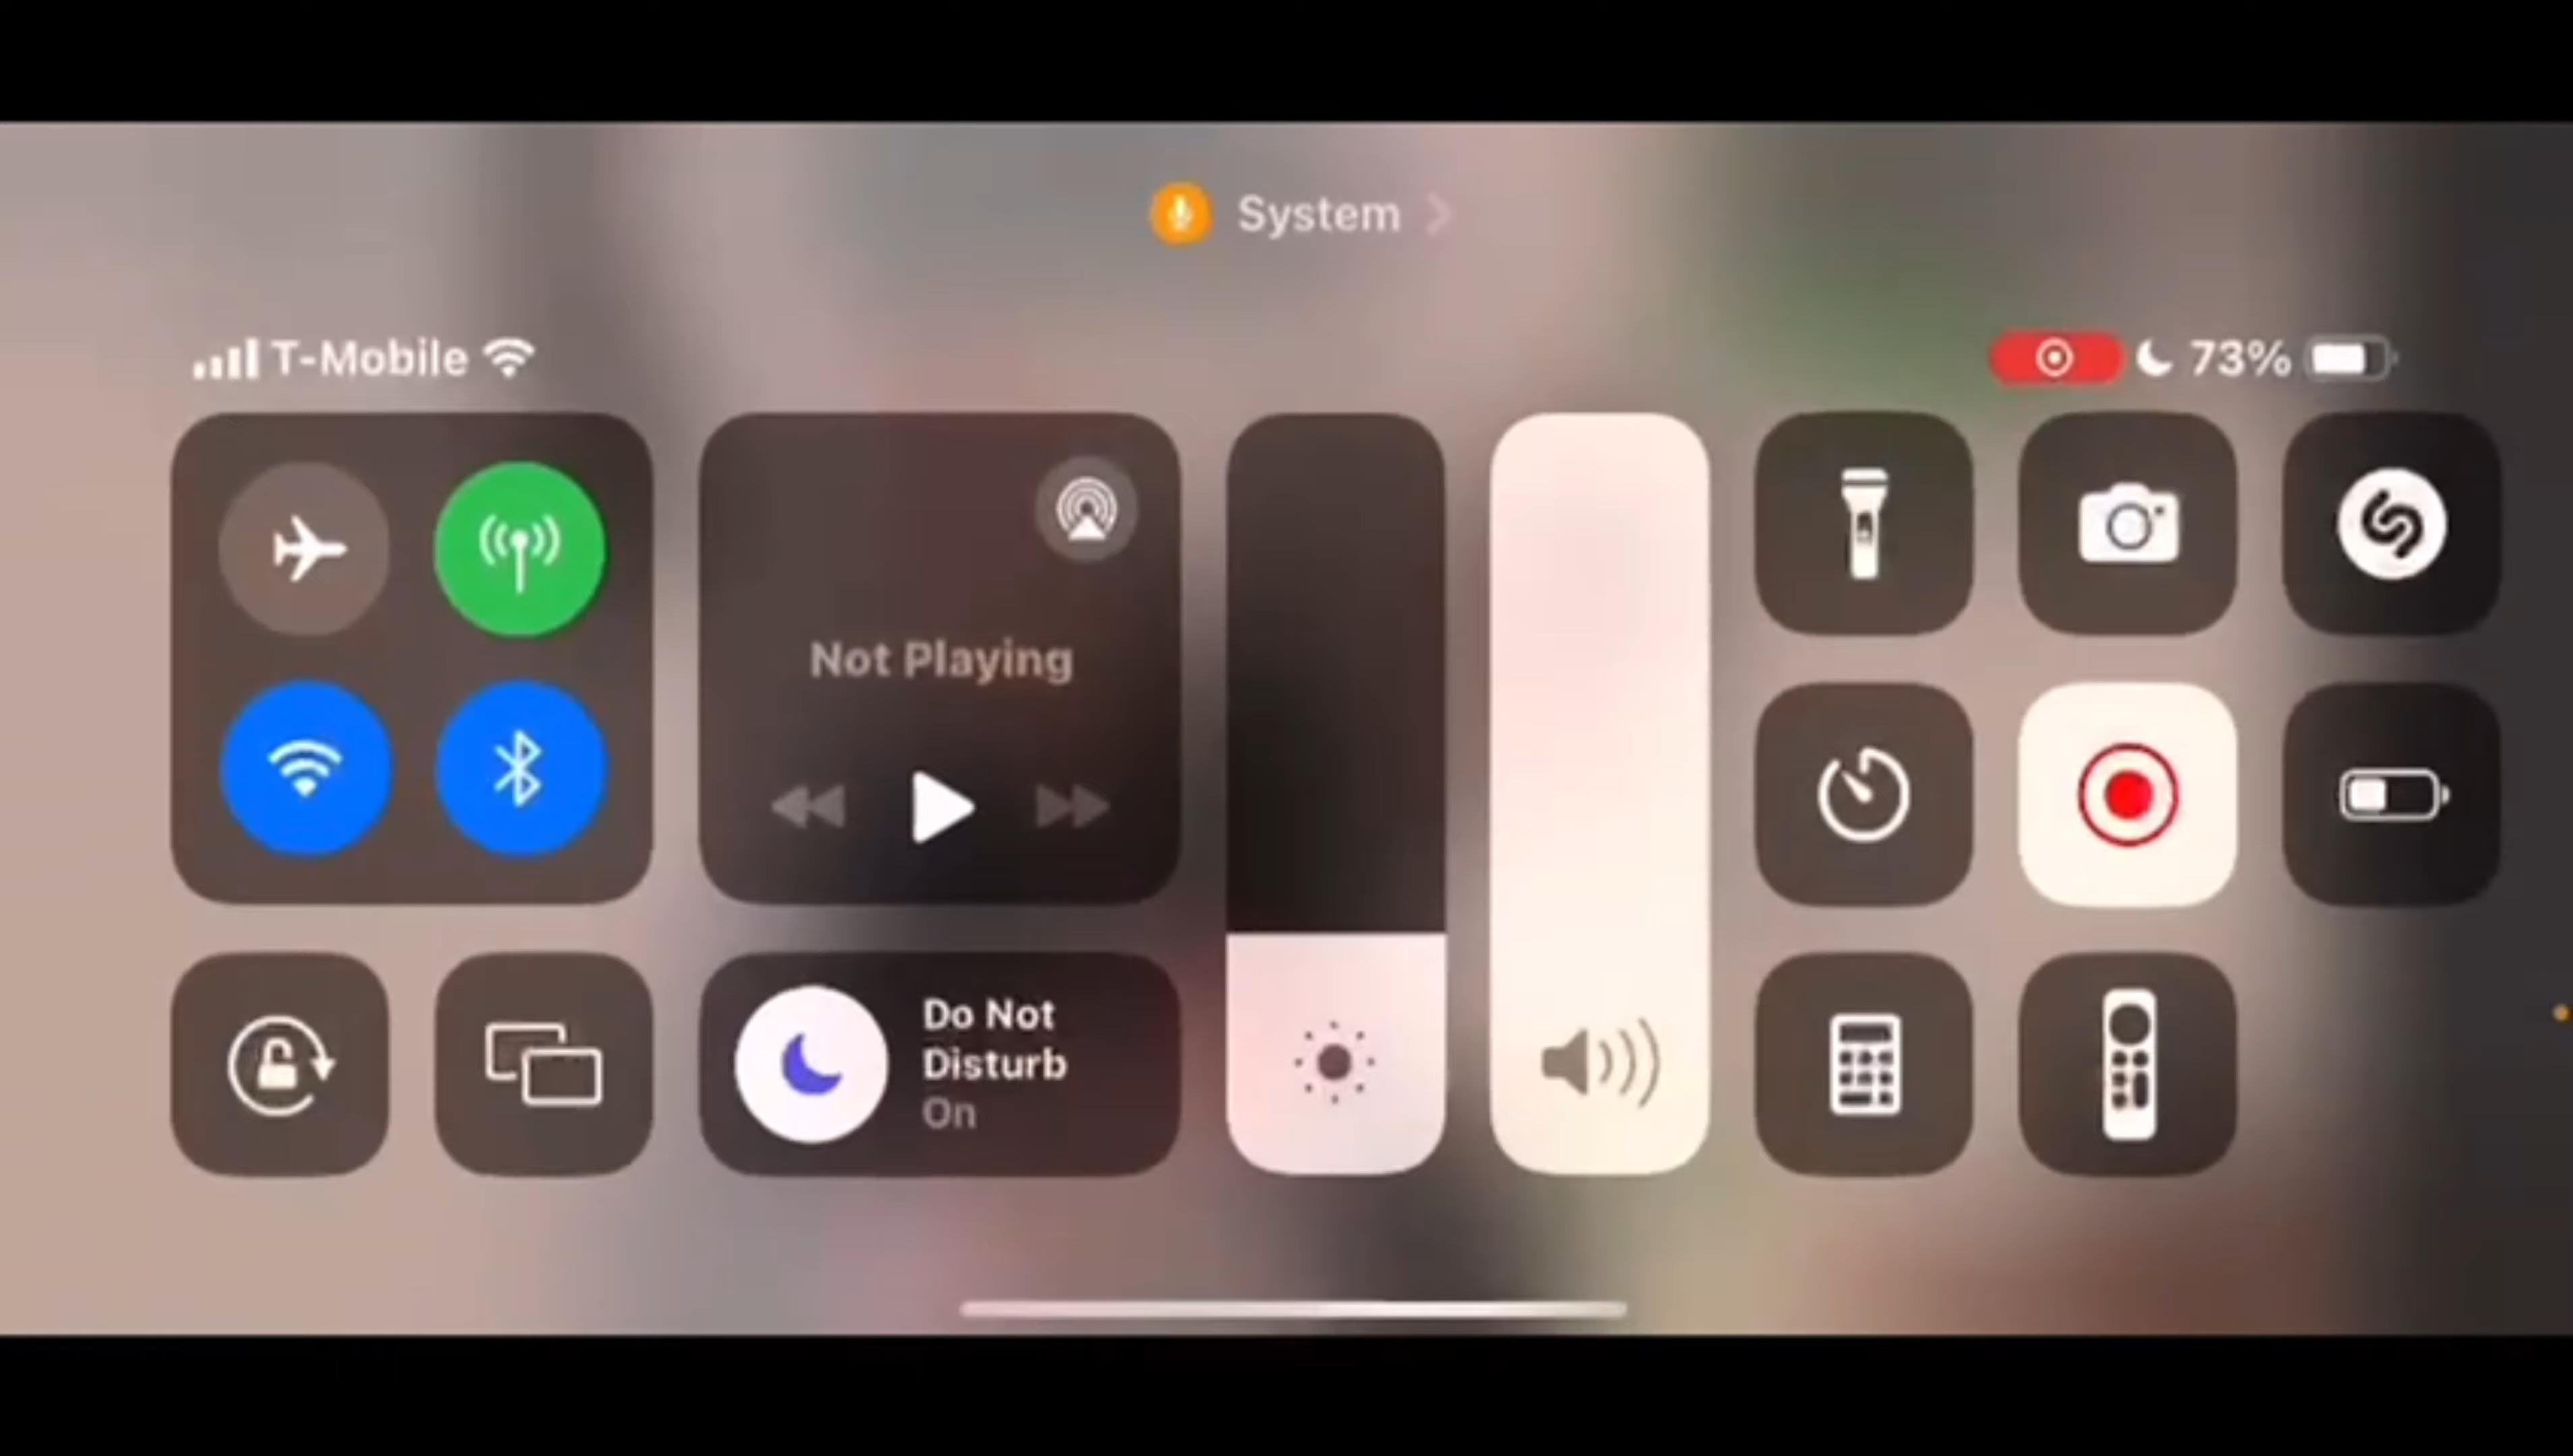 System
T-Mobile
73%
Not Playing
Do Not
Disturb
On